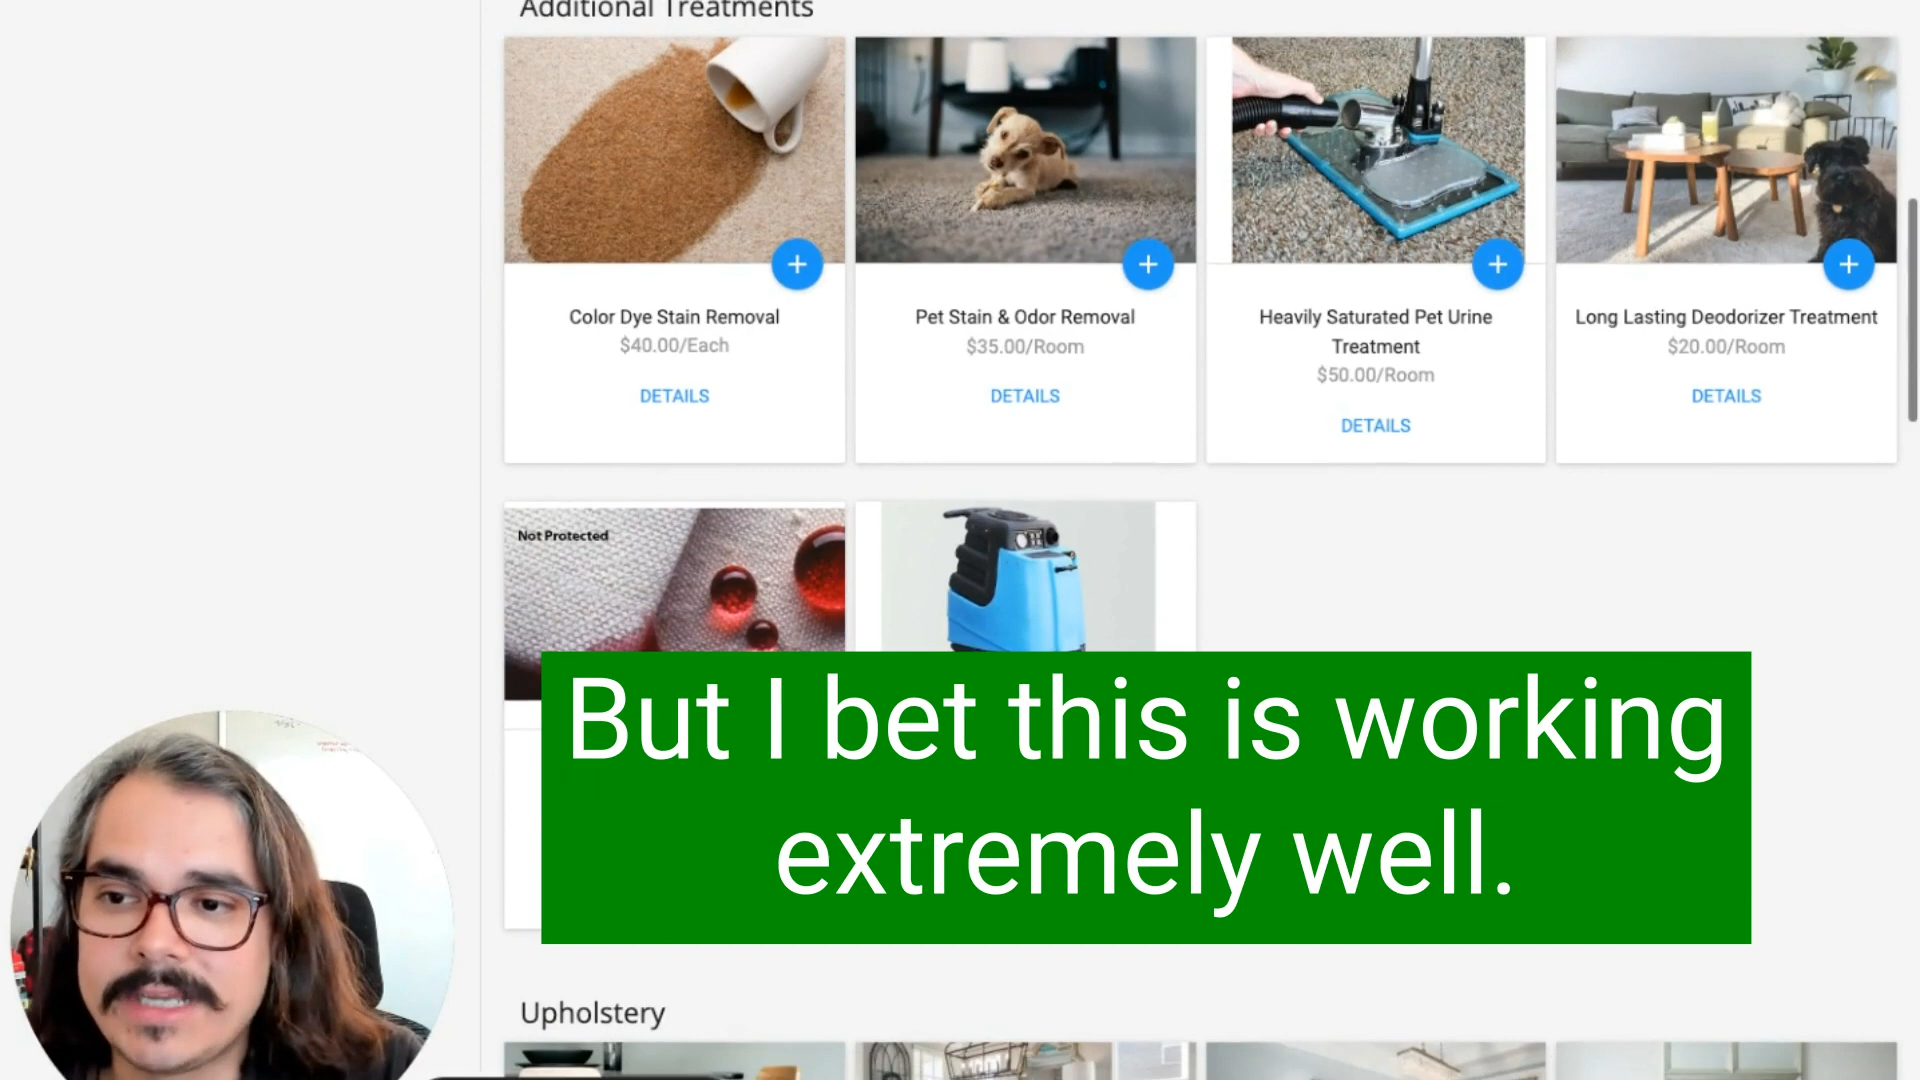 Additional Treatments
Color Dye Stain Removal
$40.00/Each
DETAILS
Pet Stain & Odor Removal
$35.00/Room
DETAILS
Heavily Saturated Pet Urine
Treatment
$50.00/Room
DETAILS
Long Lasting Deodorizer Treatment
$20.00/Room
DETAILS
Not Protected
But I bet this is working
extremely well.
Upholstery